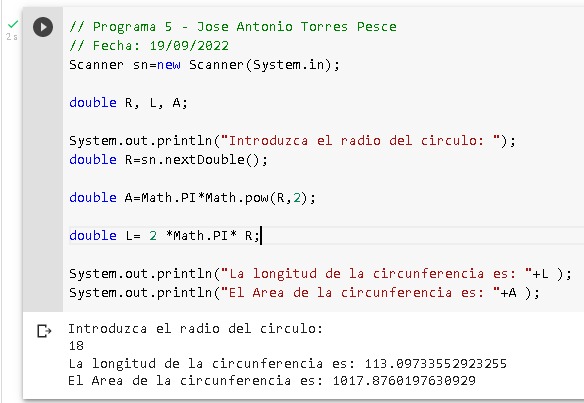 2s
// Programa 5 - Jose Antonio Torres Pesce
// Fecha: 19/09/2022
Scanner sn=new Scanner(System.in);
double R, L, A;
System.out.println("Introduzca el radio del circulo: ");
double R=sn.nextDouble();
double A=Math.PI*Math.pow(R,2);
double L= 2 *Math.PI* R;
System.out.println("La longitud de la circunferencia es: "+L );
System.out.println("El Area de la circunferencia es: "+A );
Introduzca el radio del circulo:
18
La longitud de la circunferencia es: 113.09733552923255
El Area de la circunferencia es: 1017.8760197630929